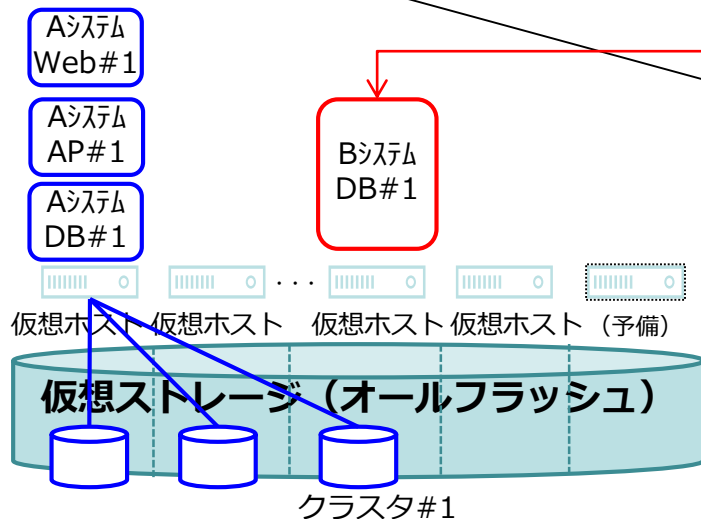 Aｼｽﾃﾑ
Web#1
Aｼｽﾃﾑ
AP#1
Aｼｽﾃﾑ
DB#1
Bｼｽﾃﾑ
DB#1
・・・
仮想ホスト 仮想ホスト 仮想ホスト 仮想ホスト (予備)
仮想ストレージ（オールフラッシュ）
クラスタ#1